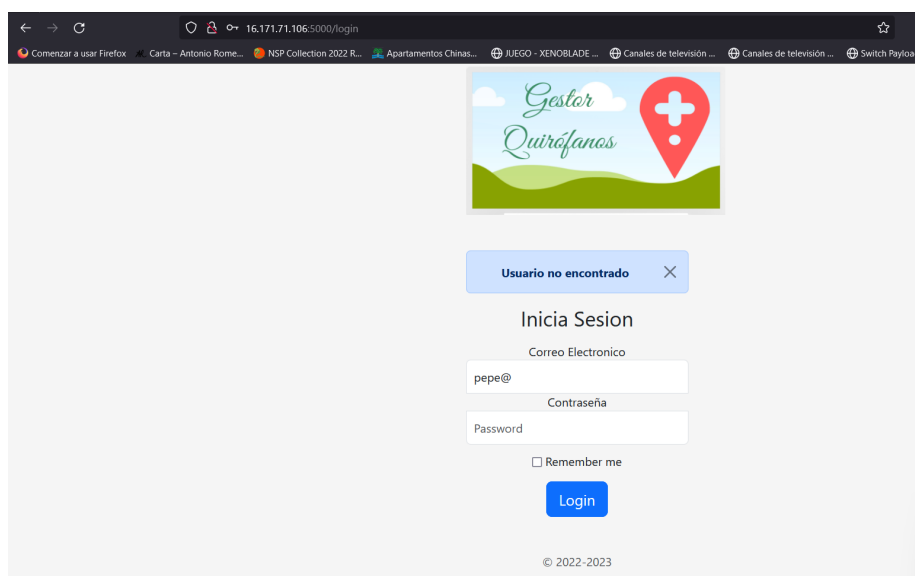 16.171.71.106:5000/login
Comenzar a usar Firefox Carta – Antonio Rome... NSP Collection 2022 R... Apartamentos Chinas... JUEGO - XENOBLADE ... Canales de televisión ... Canales de televisión ... Switch Payloa
Gestor
Quirófanos
Usuario no encontrado
Inicia Sesion
Correo Electronico
pepe@
Contraseña
Password
Remember me
Login
© 2022-2023